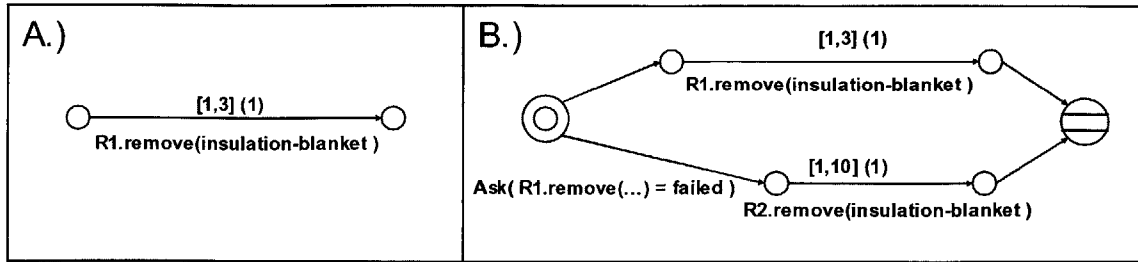 A.)
[1,3] (1)
R1.remove(insulation-blanket )
B.)
[1,3] (1)
R1.remove(insulation-blanket )
Ask( R1.remove(...) = failed )
[1,10] (1)
R2.remove(insulation-blanket )